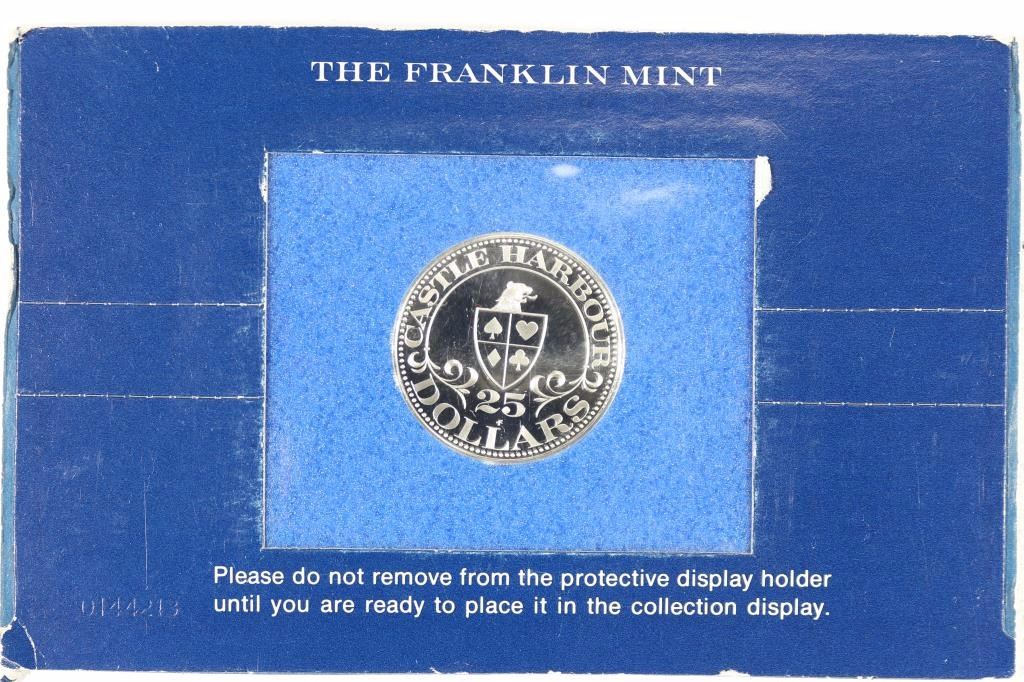 THE FRANKLIN MINT
CASTLE HARBOUR
25
DOLLARS
Please do not remove from the protective display holder
until you are ready to place it in the collection display.
0144213